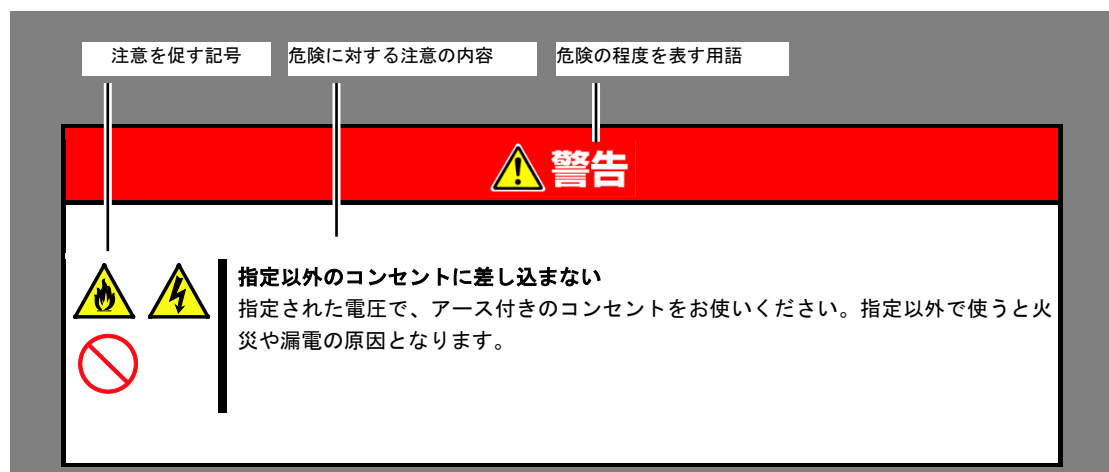 注意を促す記号
危険に対する注意の内容
危険の程度を表す用語
警告
指定以外のコンセントに差し込まない
指定された電圧で、アース付きのコンセントをお使いください。指定以外で使うと火
災や漏電の原因となります。